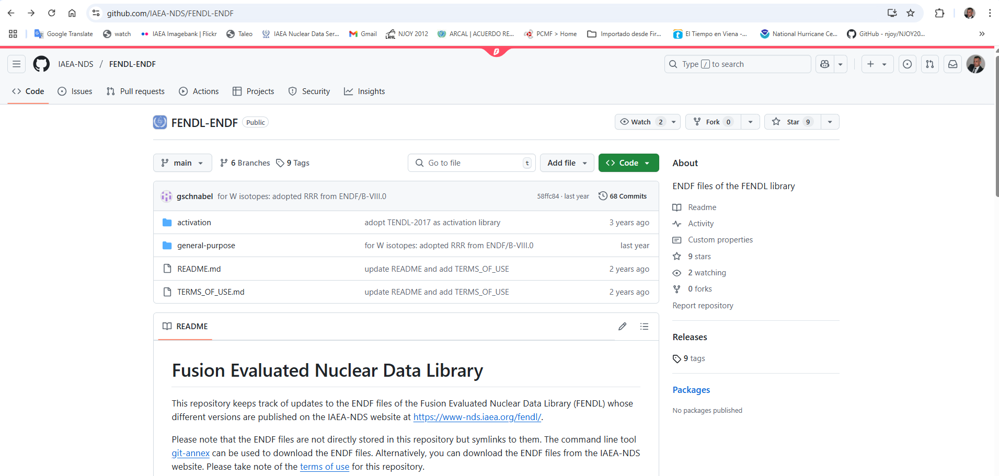 github.com/IAEA-NDS/FENDL-ENDF
Google Translate
watch
IAEA Imagebank | Flickr
Taleo
IAEA Nuclear Data Ser...
Gmail
NJOY 2012
ARCAL | ACUERDO RE...
PCMF > Home
Importado desde Fir...
El Tiempo en Viena -...
National Hurricane Ce...
GitHub - njoy/NJOY20...
IAEA-NDS / FENDL-ENDF
Type / to search
Code
Issues
Pull requests
Actions
Projects
Security
Insights
FENDL-ENDF Public
Watch 2
Fork 0
Star 9
main
6 Branches
9 Tags
Go to file t
Add file
Code
gschnabel for W isotopes: adopted RRR from ENDF/B-VIII.0 58ffc84 · last year 68 Commits
activation adopt TENDL-2017 as activation library 3 years ago
general-purpose for W isotopes: adopted RRR from ENDF/B-VIII.0 last year
README.md update README and add TERMS_OF_USE 2 years ago
TERMS_OF_USE.md update README and add TERMS_OF_USE 2 years ago
README
Fusion Evaluated Nuclear Data Library
This repository keeps track of updates to the ENDF files of the Fusion Evaluated Nuclear Data Library (FENDL) whose
different versions are published on the IAEA-NDS website at https://www-nds.iaea.org/fendl/.
Please note that the ENDF files are not directly stored in this repository but symlinks to them. The command line tool
git-annex can be used to download the ENDF files. Alternatively, you can download the ENDF files from the IAEA-NDS
website. Please take note of the terms of use for this repository.
About
ENDF files of the FENDL library
Readme
Activity
Custom properties
9 stars
2 watching
0 forks
Report repository
Releases
9 tags
Packages
No packages published